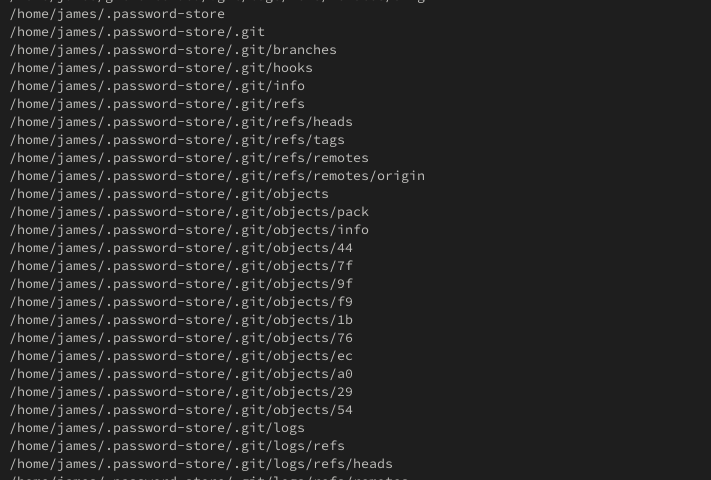 /home/james/.password-store
/home/james/.password-store/.git
/home/james/.password-store/.git/branches
/home/james/.password-store/.git/hooks
/home/james/.password-store/.git/info
/home/james/.password-store/.git/refs
/home/james/.password-store/.git/refs/heads
/home/james/.password-store/.git/refs/tags
/home/james/.password-store/.git/refs/remotes
/home/james/.password-store/.git/refs/remotes/origin
/home/james/.password-store/.git/objects
/home/james/.password-store/.git/objects/pack
/home/james/.password-store/.git/objects/info
/home/james/.password-store/.git/objects/44
/home/james/.password-store/.git/objects/7f
/home/james/.password-store/.git/objects/9f
/home/james/.password-store/.git/objects/f9
/home/james/.password-store/.git/objects/1b
/home/james/.password-store/.git/objects/76
/home/james/.password-store/.git/objects/ec
/home/james/.password-store/.git/objects/a0
/home/james/.password-store/.git/objects/29
/home/james/.password-store/.git/objects/54
/home/james/.password-store/.git/logs
/home/james/.password-store/.git/logs/refs
/home/james/.password-store/.git/logs/refs/heads